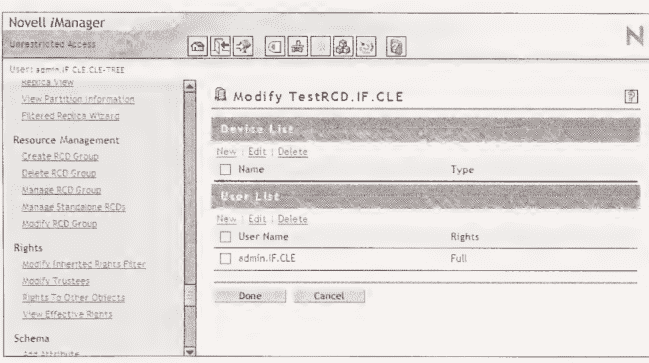 Novell iManager
Unrestricted Access
N
User: admin.IF.CLE.CLE-TREE
Replica View
View Partition Information
Filtered Replica Wizard
Resource Management
Create RCD Group
Delete RCD Group
Manage RCD Group
Manage Standalone RCDs
Modify RCD Group
Rights
Modify Inherited Rights Filter
Modify Trustees
Rights To Other Objects
View Effective Rights
Schema
Add Attribute
Modify TestRCD.IF.CLE
?
Device List
New | Edit | Delete
Name Type
User List
New | Edit | Delete
User Name Rights
admin.IF.CLE Full
Done Cancel